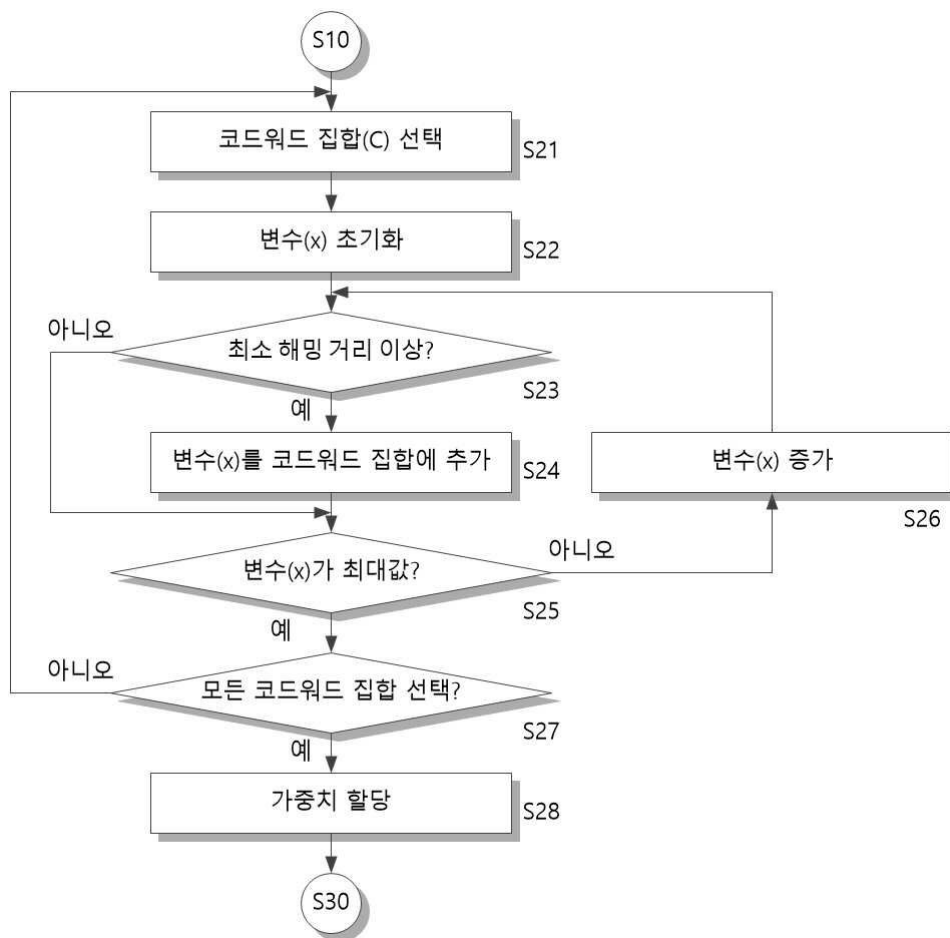 S10
코드워드 집합(C) 선택
S21
변수(x) 초기화
S22
아니오
최소 해밍 거리 이상?
S23
예
변수(x)를 코드워드 집합에 추가
S24
변수(x) 증가
S26
변수(x)가 최대값?
아니오
S25
예
아니오
모든 코드워드 집합 선택?
S27
예
가중치 할당
S28
S30